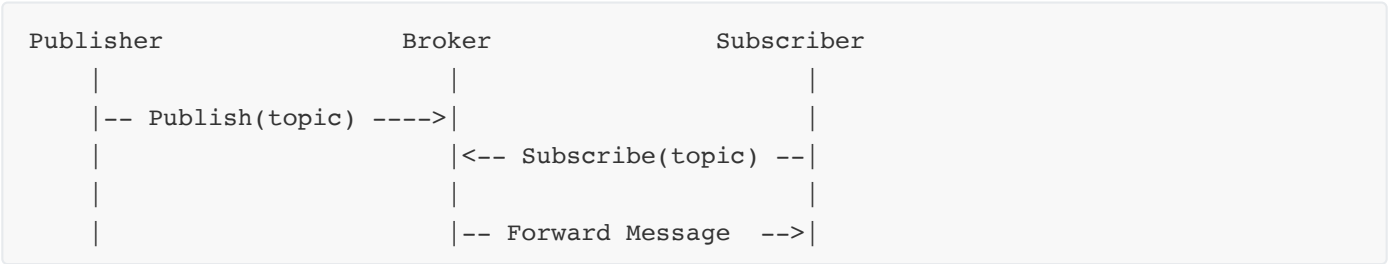 Publisher                    Broker                   Subscriber
    |                             |                             |
    |-- Publish(topic) ---->|                             |
    |                             |<-- Subscribe(topic) --|
    |                             |                             |
    |                             |-- Forward Message  -->|